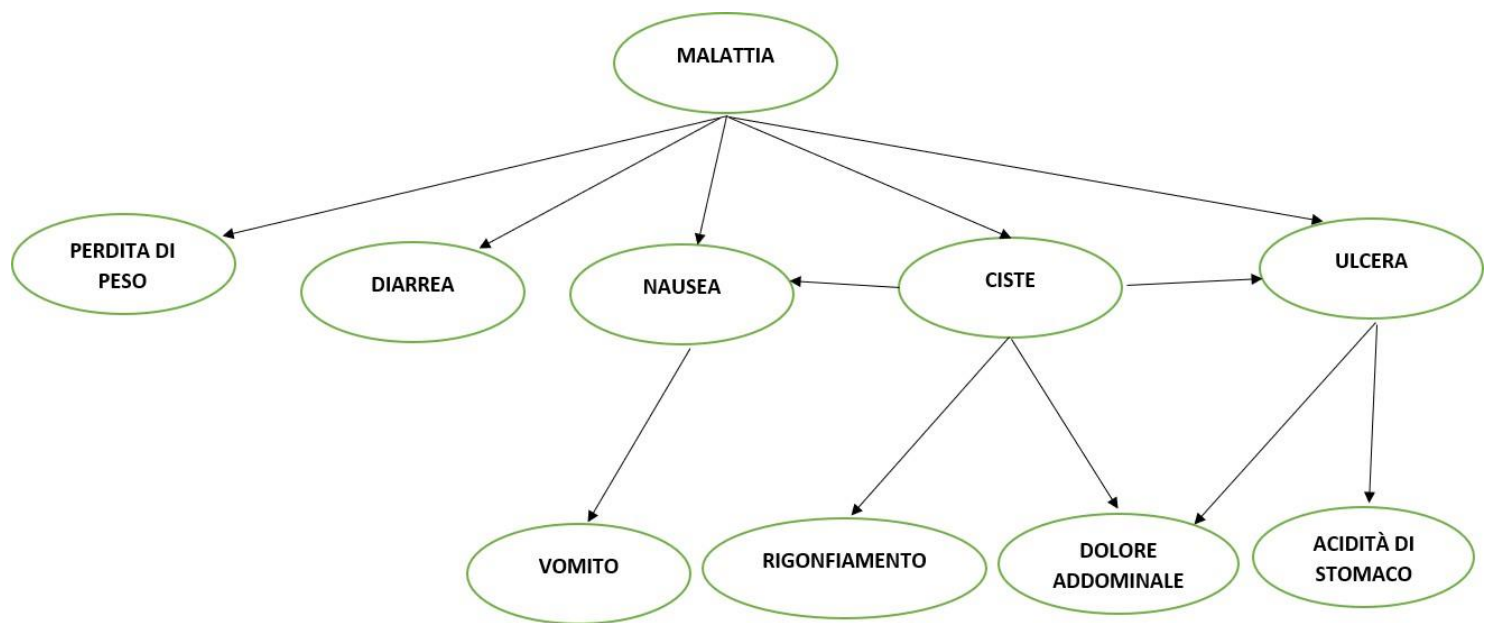 MALATTIA
PERDITA DI
PESO
DIARREA
NAUSEA
CISTE
ULCERA
VOMITO
RIGONFIAMENTO
DOLORE
ADDOMINALE
ACIDITÀ DI
STOMACO